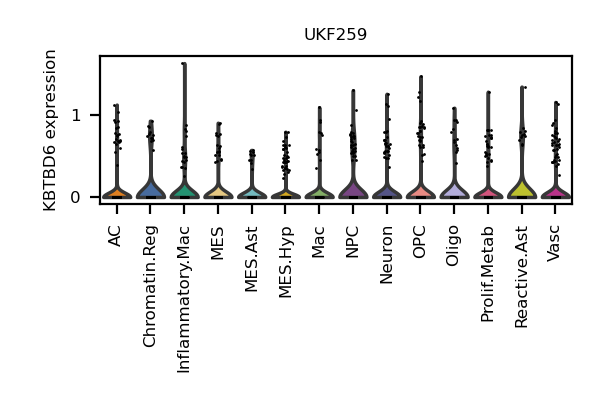 UKF259
KBTBD6 expression
1
0
AC
Chromatin.Reg
Inflammatory.Mac
MES
MES.Ast
MES.Hyp
Mac
NPC
Neuron
OPC
Oligo
Prolif.Metab
Reactive.Ast
Vasc